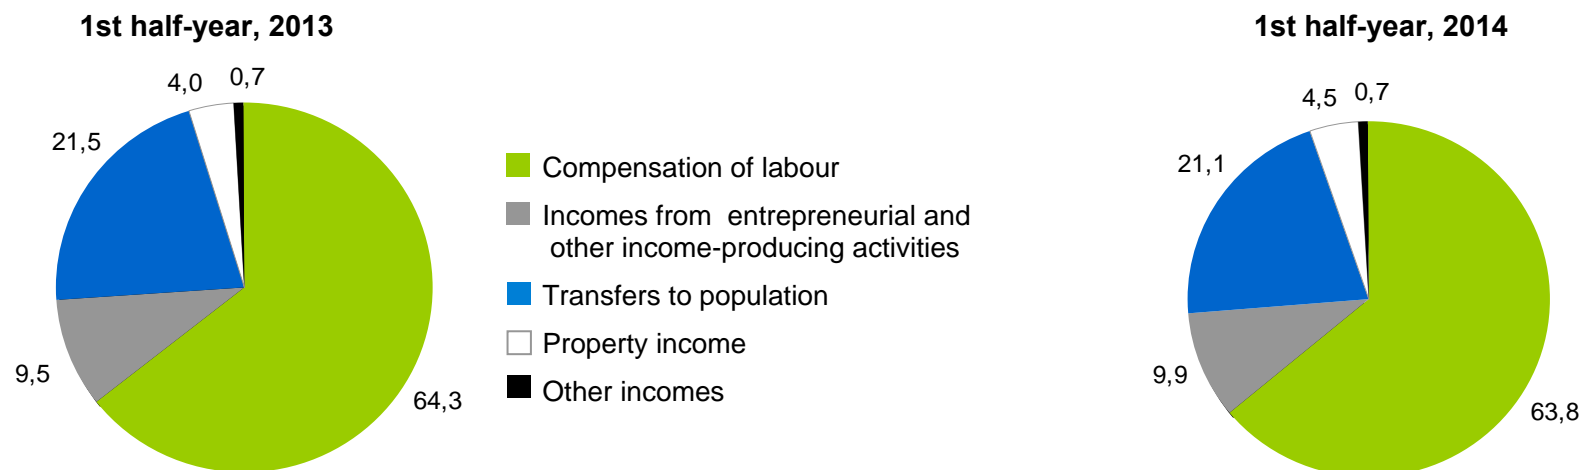 1st half-year, 2013
1st half-year, 2014
4,0
0,7
21,5
9,5
64,3
Compensation of labour
Incomes from entrepreneurial and
other income-producing activities
Transfers to population
Property income
Other incomes
4,5
0,7
21,1
9,9
63,8